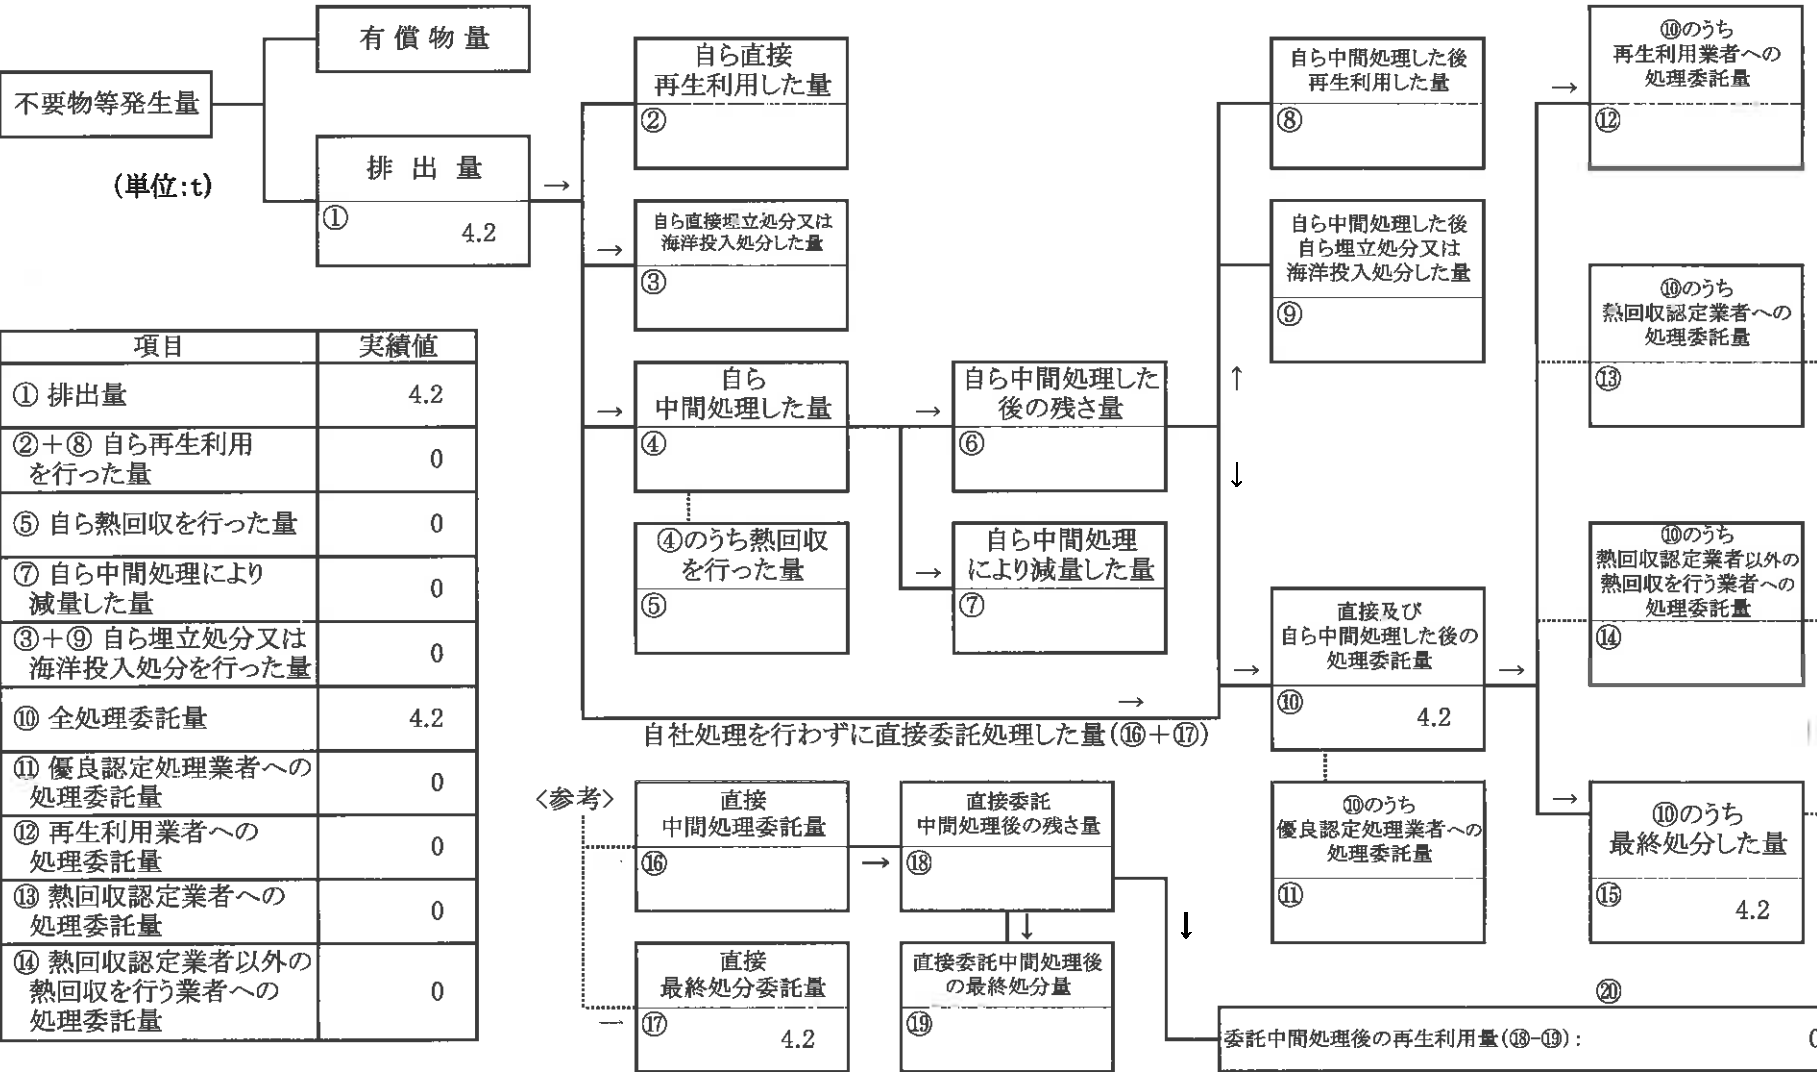 不要物等発生量
(単位:t)
有償物量
排出量
①
4.2
→
自ら直接
再生利用した量
②
→
自ら直接埋立処分又は
海洋投入処分した量
③
→
自ら
中間処理した量
④
④のうち熱回収
を行った量
⑤
→
自ら中間処理した
後の残さ量
⑥
→
自ら中間処理
により減量した量
⑦
自ら中間処理した後
再生利用した量
⑧
自ら中間処理した後
自ら埋立処分又は
海洋投入処分した量
⑨
↑
↓
→
自社処理を行わずに直接委託処理した量(⑯+⑰)
→
直接及び
自ら中間処理した後の
処理委託量
⑩
4.2
→
⑩のうち
優良認定処理業者への
処理委託量
⑪
→
⑩のうち
再生利用業者への
処理委託量
⑫
⑩のうち
熱回収認定業者への
処理委託量
⑬
⑩のうち
熱回収認定業者以外の
熱回収を行う業者への
処理委託量
⑭
→
⑩のうち
最終処分した量
⑮
4.2
項目 実績値
① 排出量 4.2
②+⑧ 自ら再生利用
を行った量 0
⑤ 自ら熱回収を行った量 0
⑦ 自ら中間処理により
減量した量 0
③+⑨ 自ら埋立処分又は
海洋投入処分を行った量 0
⑩ 全処理委託量 4.2
⑪ 優良認定処理業者への
処理委託量 0
⑫ 再生利用業者への
処理委託量 0
⑬ 熱回収認定業者への
処理委託量 0
⑭ 熱回収認定業者以外の
熱回収を行う業者への
処理委託量 0
〈参考〉
直接
中間処理委託量
⑯
→
直接委託
中間処理後の残さ量
⑱
↓
直接
最終処分委託量
⑰
4.2
→
直接委託中間処理後
の最終処分量
⑲
↓
⑳
委託中間処理後の再生利用量(⑱-⑲): 0